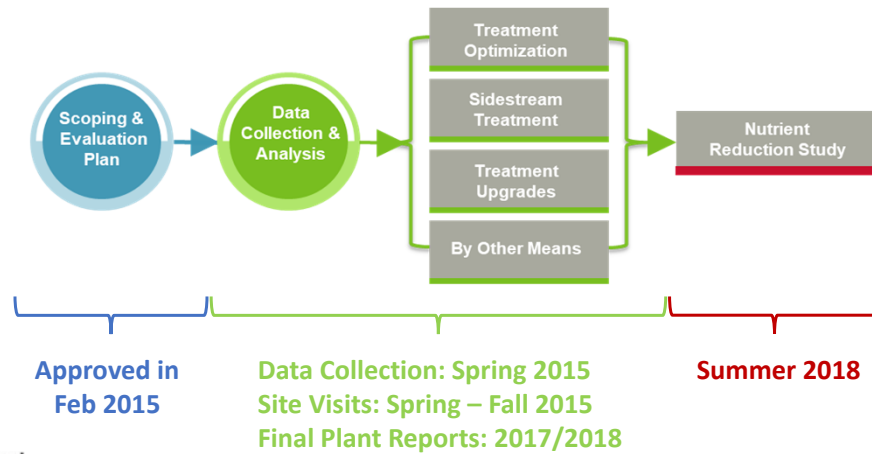 Scoping &
Evaluation
Plan
Data
Collection &
Analysis
Treatment
Optimization
Sidestream
Treatment
Treatment
Upgrades
By Other Means
Nutrient
Reduction Study
Approved in
Feb 2015
Data Collection: Spring 2015
Site Visits: Spring – Fall 2015
Final Plant Reports: 2017/2018
Summer 2018